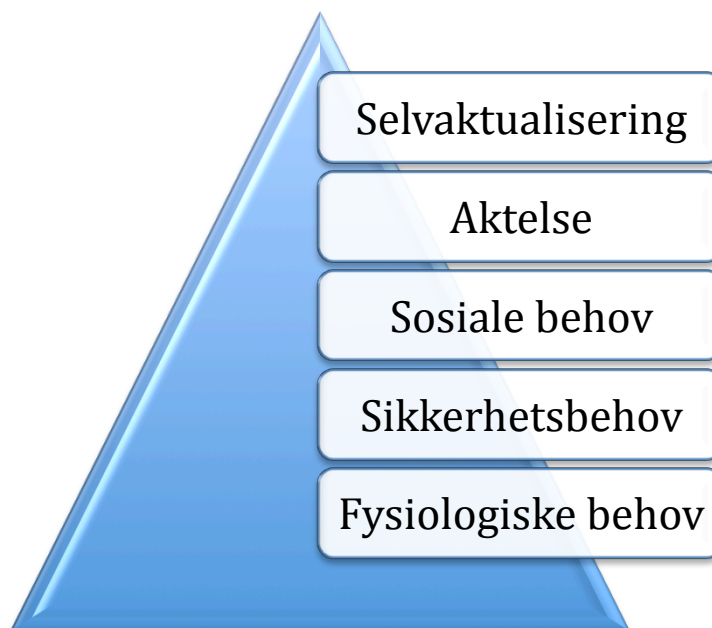 Selvaktualisering
Aktelse
Sosiale behov
Sikkerhetsbehov
Fysiologiske behov